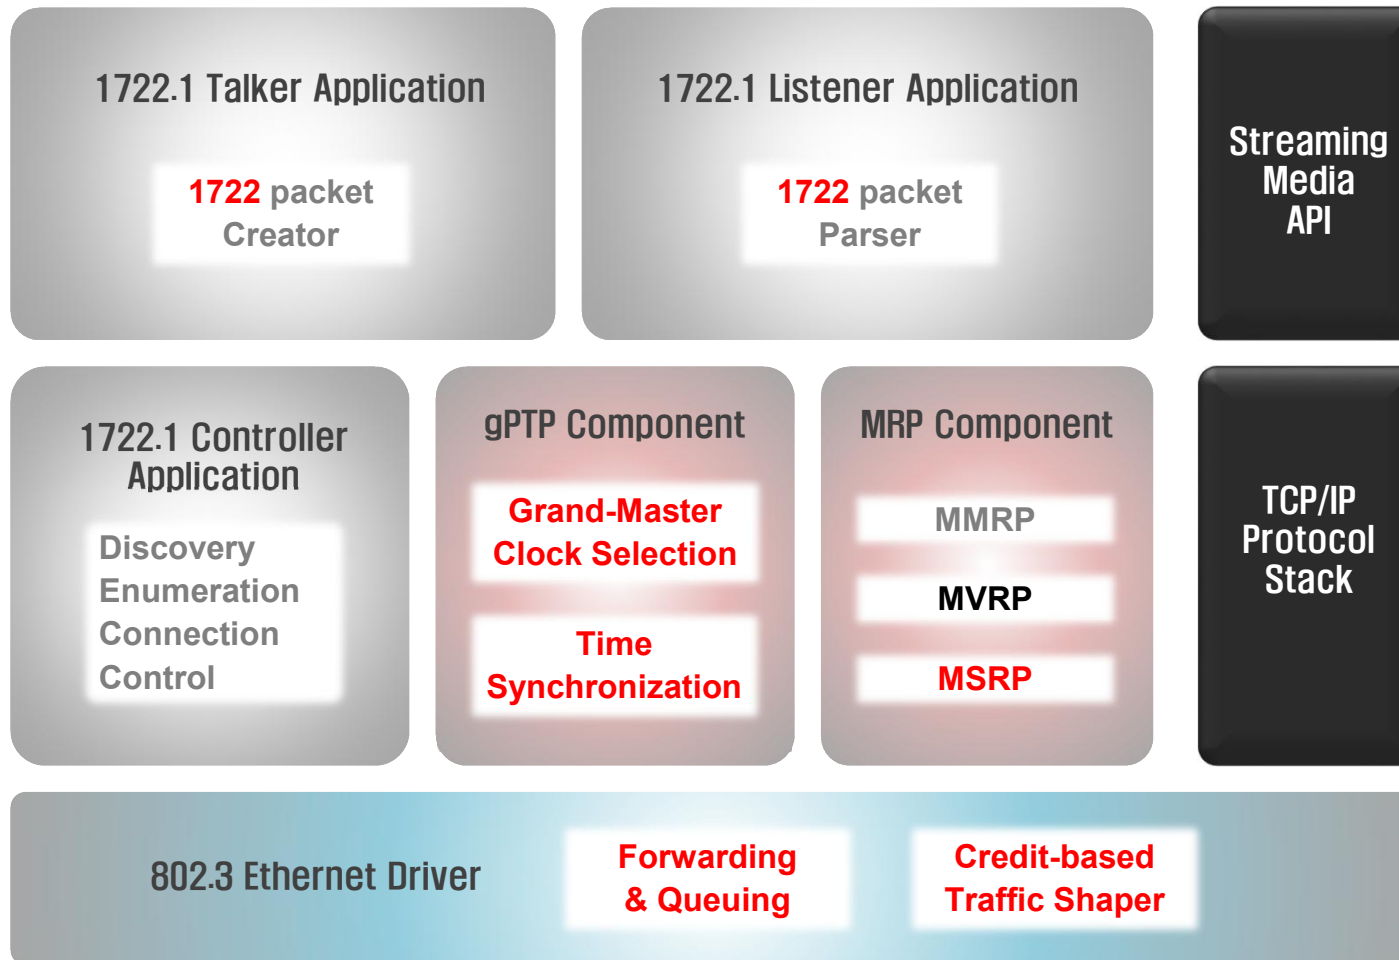 1722.1 Talker Application
1722 packet
Creator
1722.1 Listener Application
1722 packet
Parser
Streaming
Media
API
1722.1 Controller
Application
Discovery
Enumeration
Connection
Control
gPTP Component
Grand-Master
Clock Selection
Time
Synchronization
MRP Component
MMRP
MVRP
MSRP
TCP/IP
Protocol
Stack
802.3 Ethernet Driver
Forwarding
& Queuing
Credit-based
Traffic Shaper